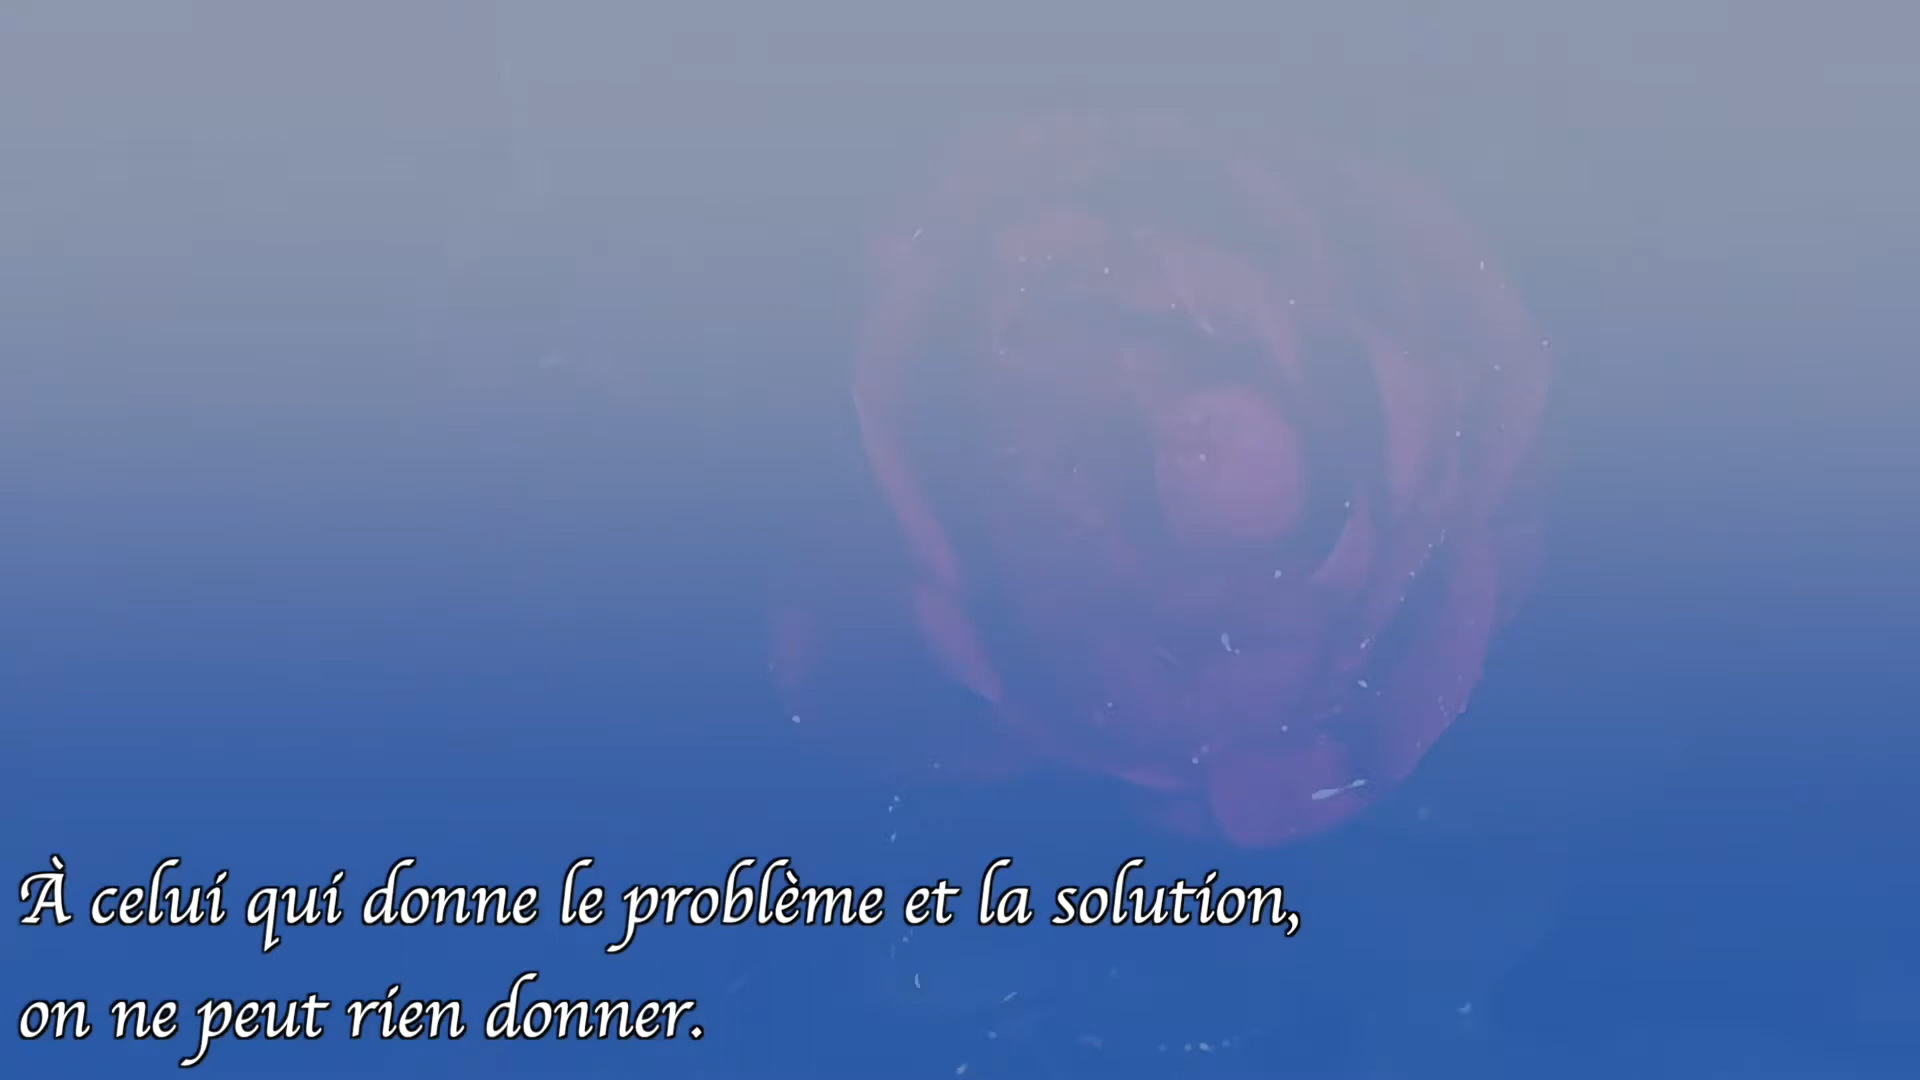 À celui qui donne le problème et la solution,
on ne peut rien donner.